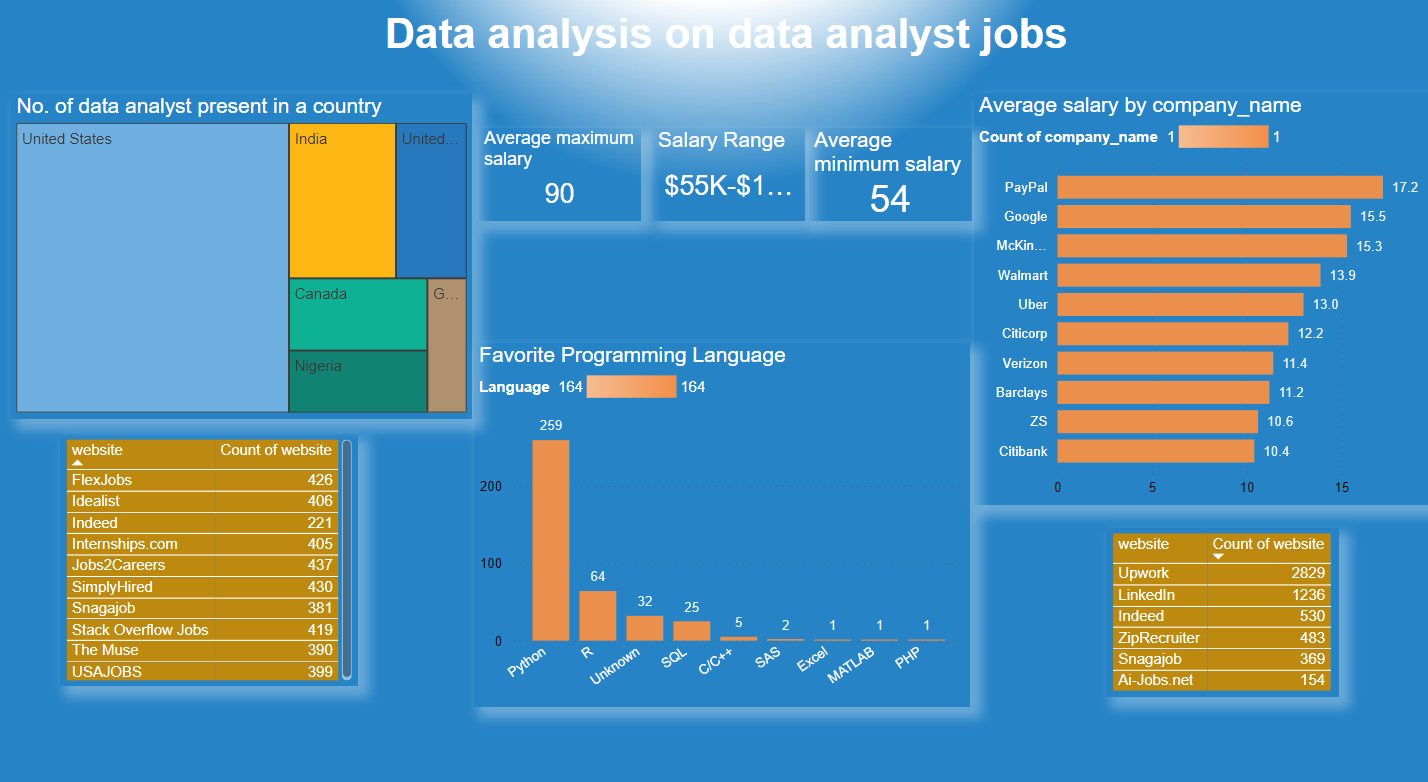 Data analysis on data analyst jobs
No. of data analyst present in a country
United States
India
United...
Canada
G...
Nigeria
Average maximum
salary
90
Salary Range
$55K-$1...
Average
minimum salary
54
Average salary by company_name
Count of company_name 1 1
PayPal 17.2
Google 15.5
McKin... 15.3
Walmart 13.9
Uber 13.0
Citicorp 12.2
Verizon 11.4
Barclays 11.2
ZS 10.6
Citibank 10.4
0 5 10 15
Favorite Programming Language
Language 164 164
259
200
100
64
32
25
5
2
1
1
1
0
Python R Unknown SQL C/C++ SAS Excel MATLAB PHP
website Count of website
FlexJobs 426
Idealist 406
Indeed 221
Internships.com 405
Jobs2Careers 437
SimplyHired 430
Snagajob 381
Stack Overflow Jobs 419
The Muse 390
USAJOBS 399
website Count of website
Upwork 2829
LinkedIn 1236
Indeed 530
ZipRecruiter 483
Snagajob 369
Ai-Jobs.net 154